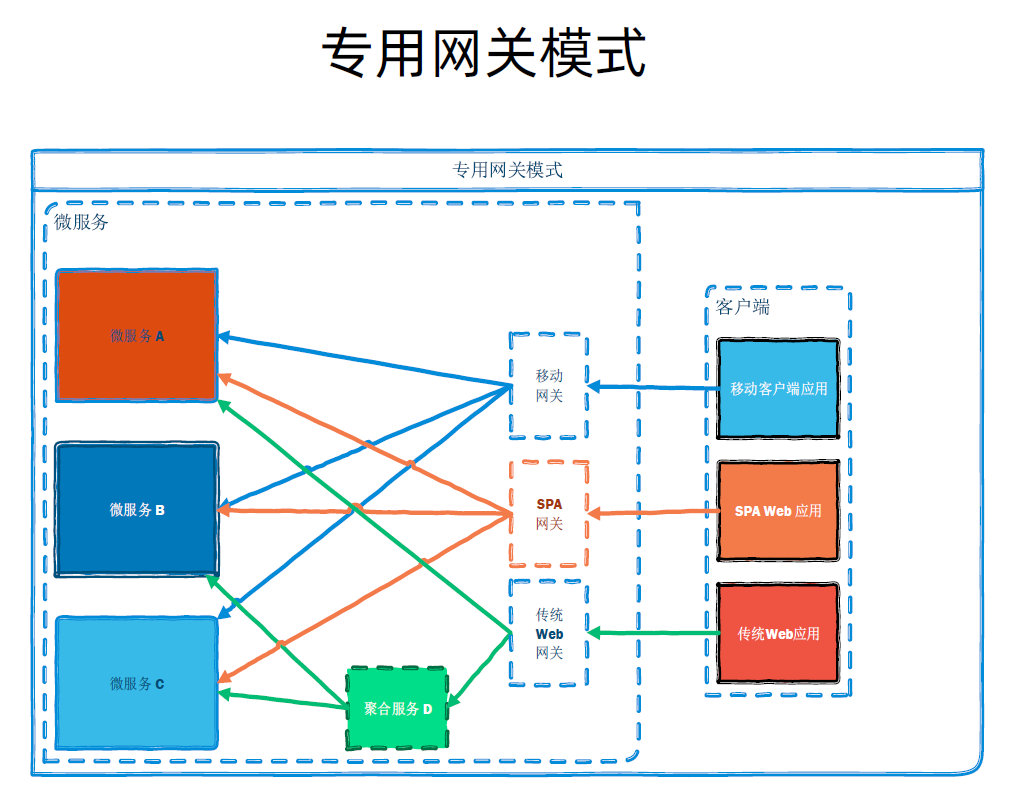 专用网关模式
专用网关模式
微服务
客户端
微服务 A
移动
网关
移动客户端应用
微服务 B
SPA
网关
SPA Web 应用
传统
Web
网关
传统Web应用
微服务 C
聚合服务 D